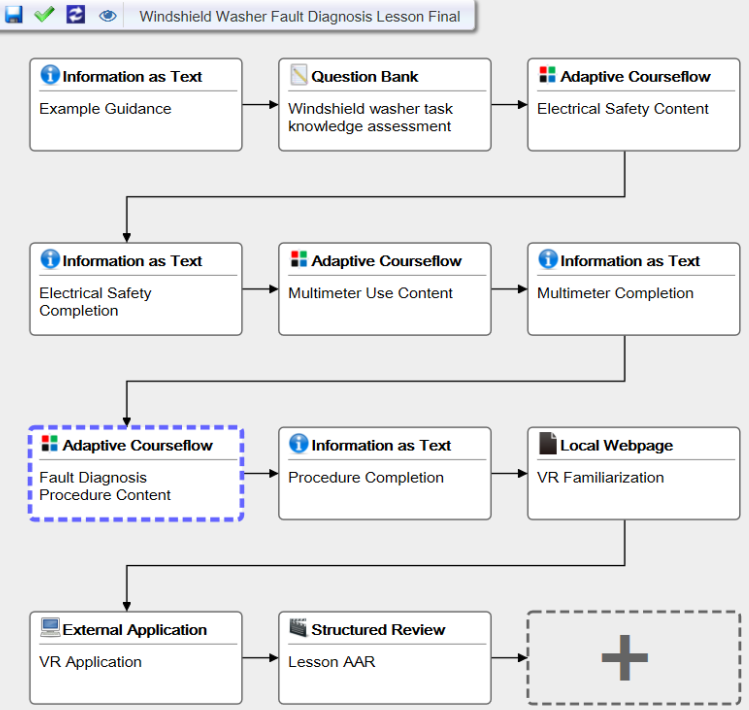 Windshield Washer Fault Diagnosis Lesson Final
Information as Text
Example Guidance
Question Bank
Windshield washer task
knowledge assessment
Adaptive Courseflow
Electrical Safety Content
Information as Text
Electrical Safety
Completion
Adaptive Courseflow
Multimeter Use Content
Information as Text
Multimeter Completion
Adaptive Courseflow
Fault Diagnosis
Procedure Content
Information as Text
Procedure Completion
Local Webpage
VR Familiarization
External Application
VR Application
Structured Review
Lesson AAR